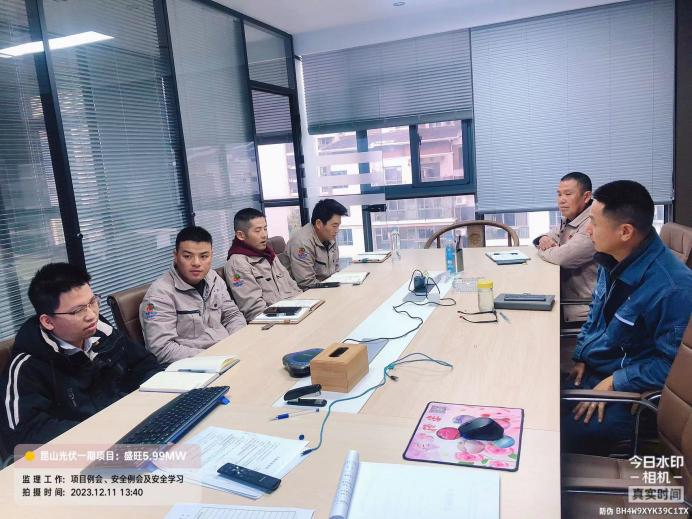 昆山光伏一期项目：盛旺5.99MW
监理工作：项目例会、安全例会及安全学习
拍摄时间：2023.12.11 13:40
今日水印
相机
真实时间
防伪 BH4W9XYK39C1IX